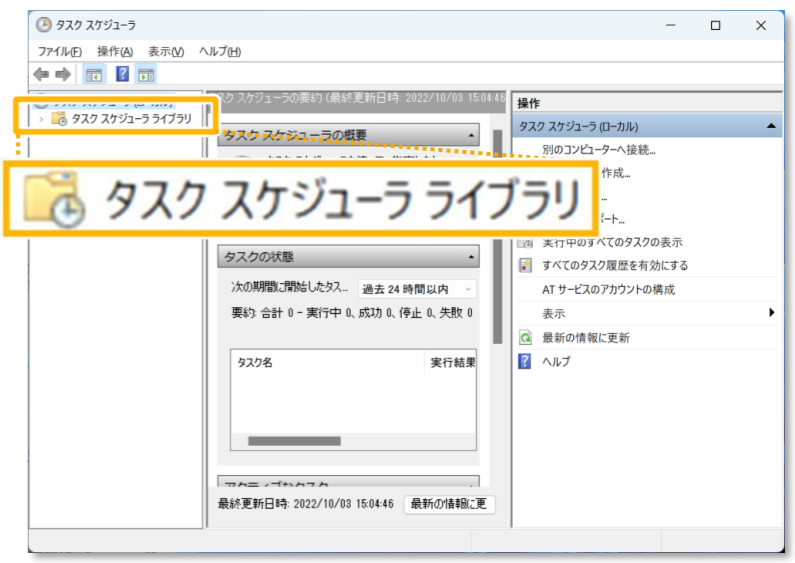 タスク スケジューラ
ファイル(F) 操作(A) 表示(V) ヘルプ(H)
タスク スケジューラの要約 (最終更新日時: 2022/10/03 15:04:46
タスク スケジューラ ライブラリ
タスク スケジューラの概要
タスク スケジューラ ライブラリ
タスクの状態
次の期間に開始したタス... 過去 24 時間以内
要約: 合計 0 - 実行中 0、成功 0、停止 0、失敗 0
タスク名 実行結果
最終更新日時: 2022/10/03 15:04:46 最新の情報に更
操作
タスク スケジューラ (ローカル)
別のコンピューターへ接続...
作成...
...
ポート...
実行中のすべてのタスクの表示
すべてのタスク履歴を有効にする
AT サービスのアカウントの構成
表示
最新の情報に更新
ヘルプ